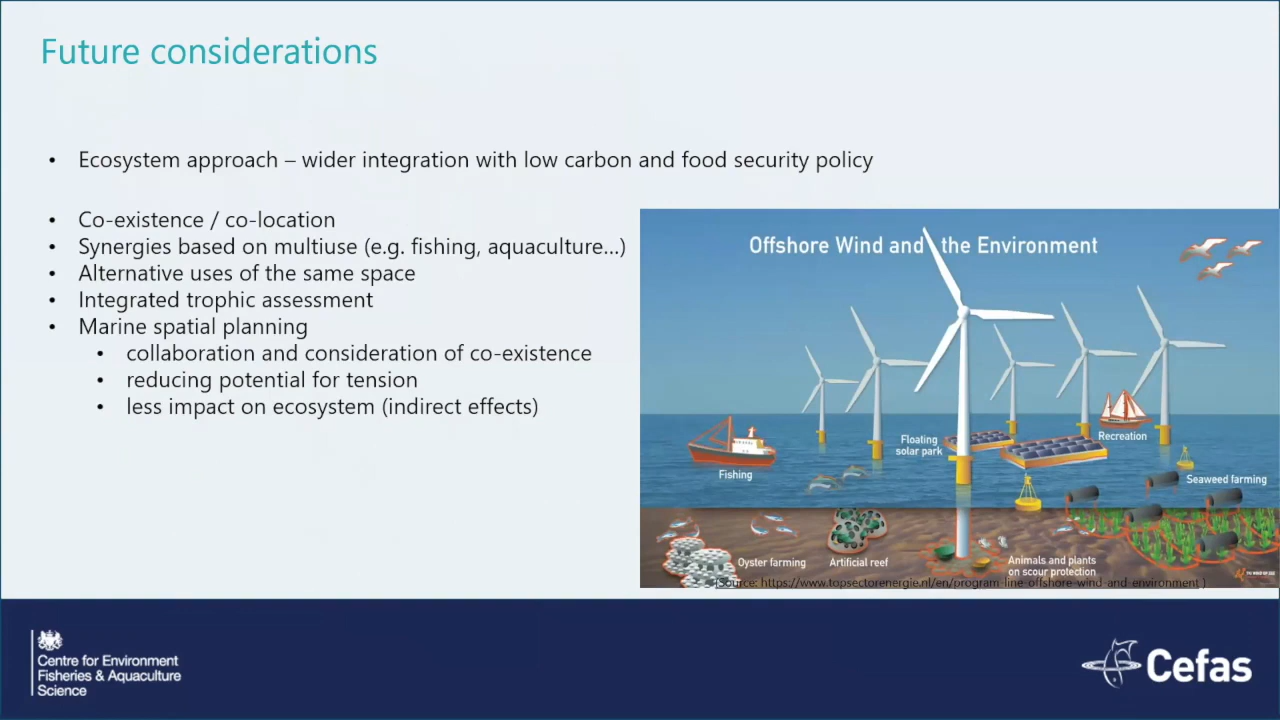 Future considerations
• Ecosystem approach – wider integration with low carbon and food security policy
• Co-existence / co-location
• Synergies based on multiuse (e.g. fishing, aquaculture...)
• Alternative uses of the same space
• Integrated trophic assessment
• Marine spatial planning
• collaboration and consideration of co-existence
• reducing potential for tension
• less impact on ecosystem (indirect effects)
Offshore Wind and the Environment
Fishing
Floating
solar park
Recreation
Seaweed farming
Oyster farming
Artificial reef
Animals and plants
on scour protection
(Source: https://www.topsectorenergie.nl/en/program-line-offshore-wind-and-environment )
Centre for Environment
Fisheries & Aquaculture
Science
Cefas